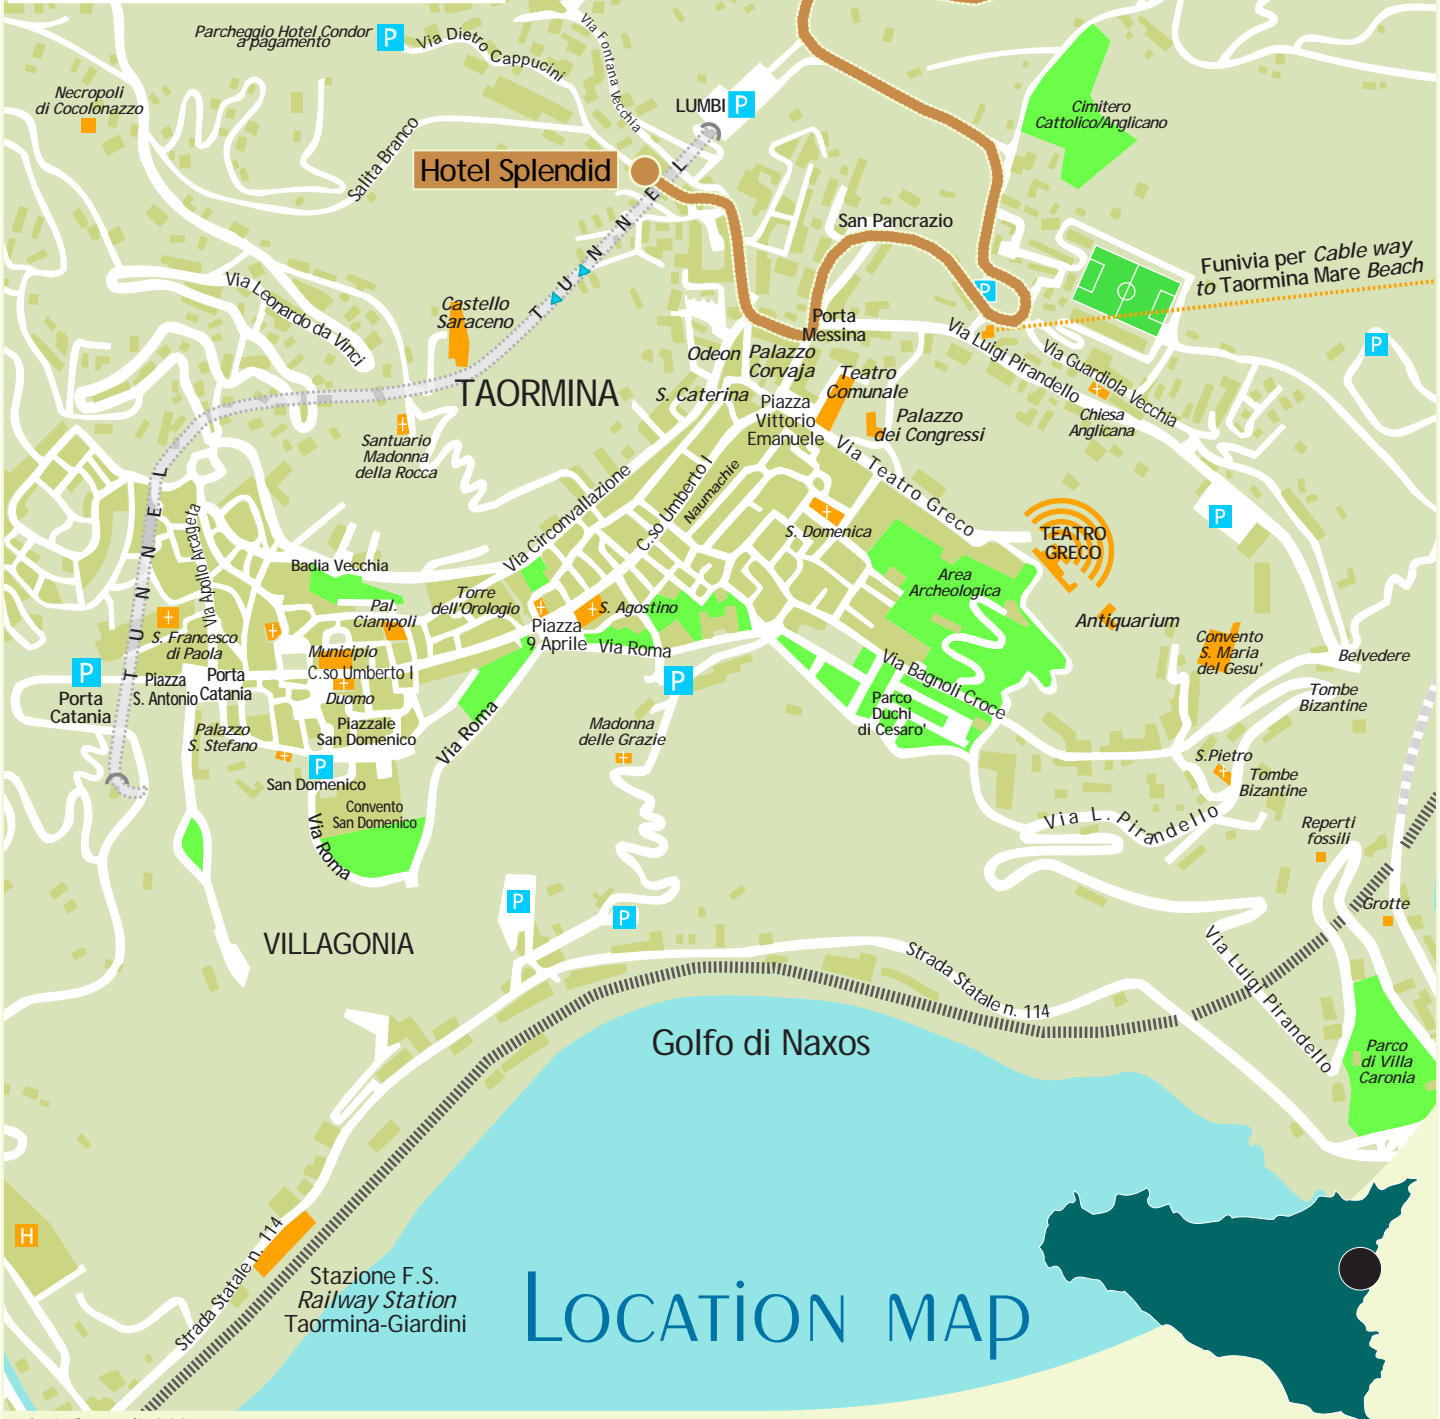 Parcheggio Hotel Condor
a pagamento
P
Via Dietro Cappucini
Via Fontana Vecchia
Necropoli
di Cocolonazzo
LUMBI P
Cimitero
Cattolico/Anglicano
Salita Branco
Hotel Splendid
TUNNEL
San Pancrazio
Funivia per Cable way
to Taormina Mare Beach
P
Via Leonardo da Vinci
Castello
Saraceno
Porta
Messina
Via Luigi Pirandello
Via Guardiola Vecchia
P
Odeon
Palazzo
Corvaja
Teatro
Comunale
TAORMINA
S. Caterina
Piazza
Vittorio
Emanuele
Palazzo
dei Congressi
Chiesa
Anglicana
Santuario
Madonna
della Rocca
Via Teatro Greco
Via Circonvallazione
C.so Umberto I
Naumachie
TUNNEL
Via Apollo Arcageta
S. Domenica
P
TEATRO
GRECO
Badia Vecchia
Area
Archeologica
Torre
dell'Orologio
Pal.
Ciampoli
S. Agostino
Antiquarium
S. Francesco
di Paola
Piazza
9 Aprile
Via Roma
Convento
S. Maria
del Gesu'
Belvedere
Municipio
C.so Umberto I
Duomo
P
Porta
Catania
Piazza
S. Antonio
Porta
Catania
P
Via Bagnoli Croce
Parco
Duchi
di Cesaro'
Tombe
Bizantine
Palazzo
S. Stefano
Piazzale
San Domenico
Via Roma
Madonna
delle Grazie
S.Pietro
Tombe
Bizantine
P
San Domenico
Convento
San Domenico
Via Roma
Via L. Pirandello
Reperti
fossili
Grotte
P
P
VILLAGONIA
Strada Statale n. 114
Via Luigi Pirandello
Golfo di Naxos
Parco
di Villa
Caronia
H
Strada Statale n. 114
Stazione F.S.
Railway Station
Taormina-Giardini
LOCATION MAP